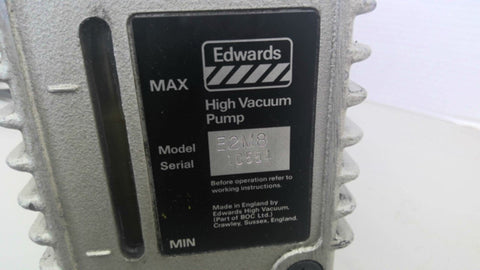 Edwards
MAX
High Vacuum
Pump
Model E2M8
Serial
Before operation refer to
working instructions.
Made in England by
Edwards High Vacuum,
(Part of BOC Ltd.)
Crawley, Sussex, England.
MIN